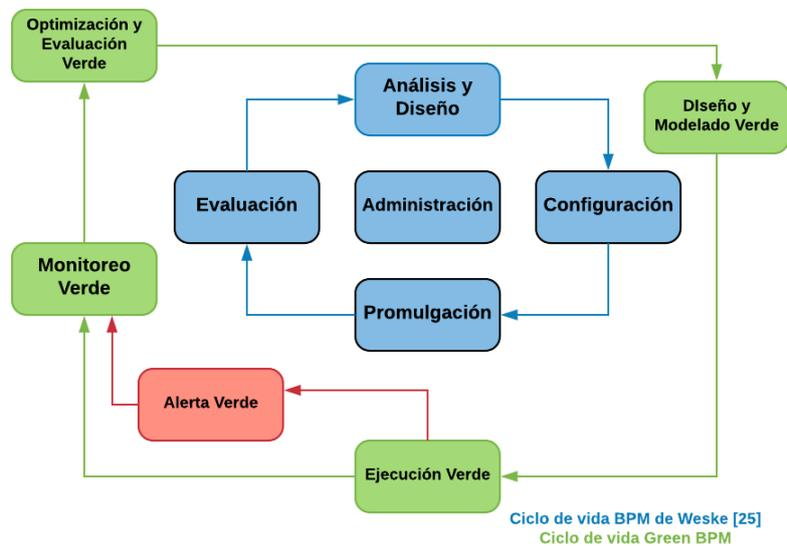 Optimización y
Evaluación
Verde
Análisis y
Diseño
DIseño y
Modelado Verde
Evaluación
Administración
Configuración
Monitoreo
Verde
Promulgación
Alerta Verde
Ejecución Verde
Ciclo de vida BPM de Weske [25]
Ciclo de vida Green BPM